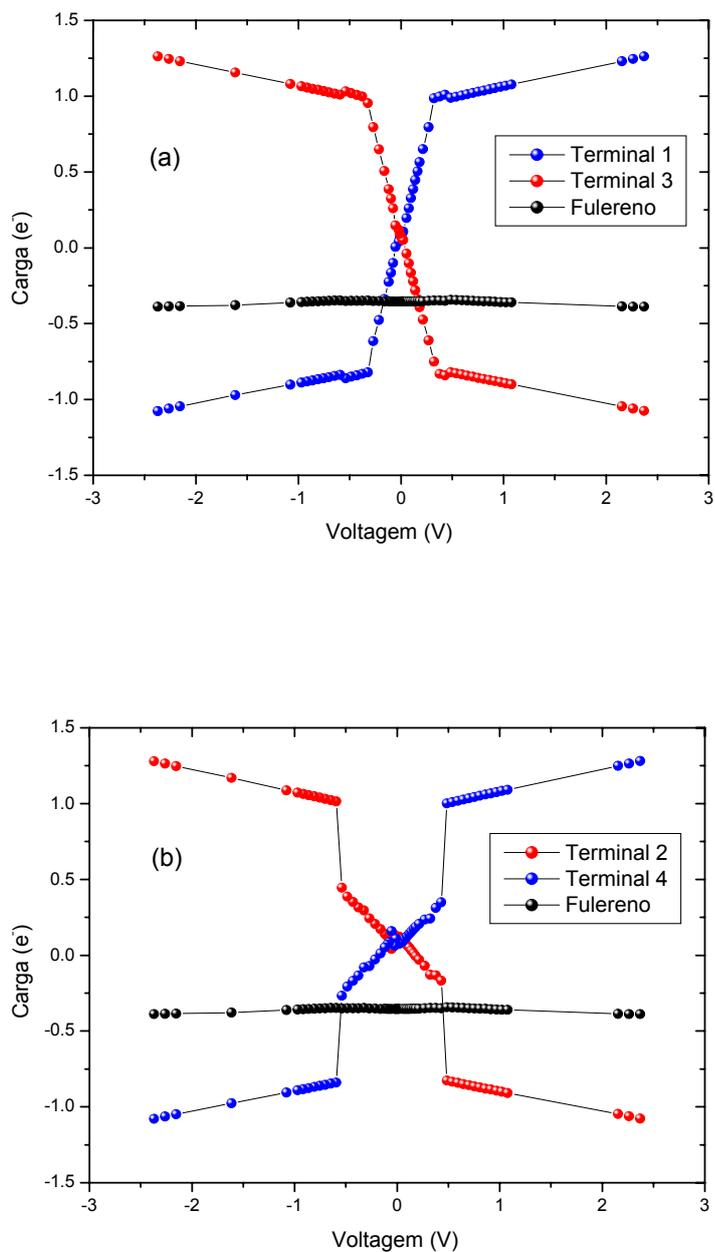 1.5
1.0
0.5
0.0
-0.5
-1.0
-1.5
Carga (e-)
(a)
Terminal 1
Terminal 3
Fulereno
-3 -2 -1 0 1 2 3
Voltagem (V)
1.5
1.0
0.5
0.0
-0.5
-1.0
-1.5
Carga (e-)
(b)
Terminal 2
Terminal 4
Fulereno
-3 -2 -1 0 1 2 3
Voltagem (V)